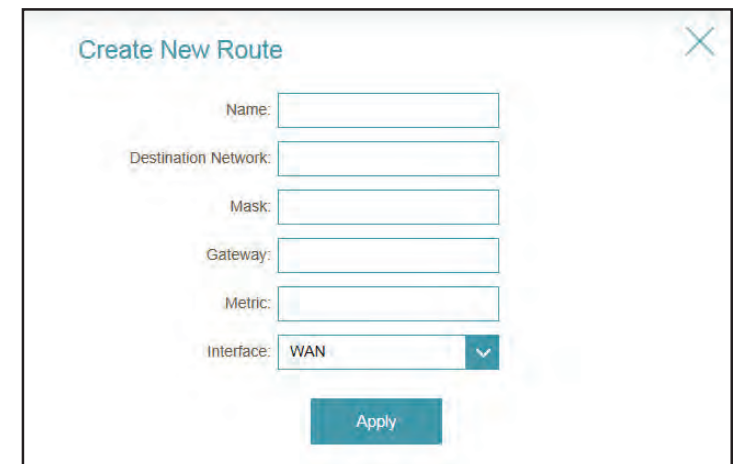 Create New Route
Name:
Destination Network:
Mask:
Gateway:
Metric:
Interface: WAN
Apply